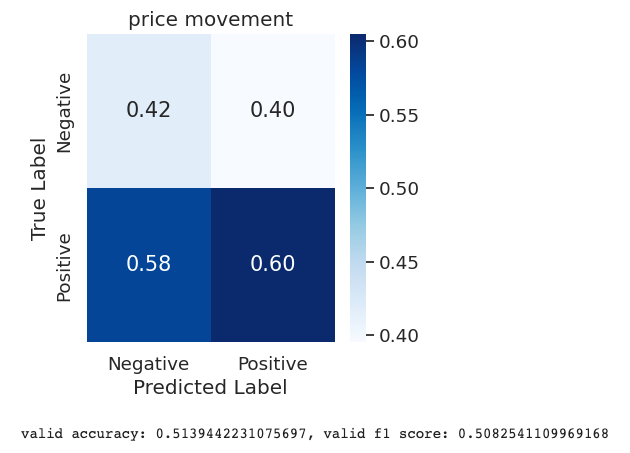 price movement
0.60
0.42 0.40
Negative
0.55
True Label
0.50
0.58 0.60
Positive
0.45
0.40
Negative Positive
Predicted Label
valid accuracy: 0.5139442231075697, valid f1 score: 0.5082541109969168